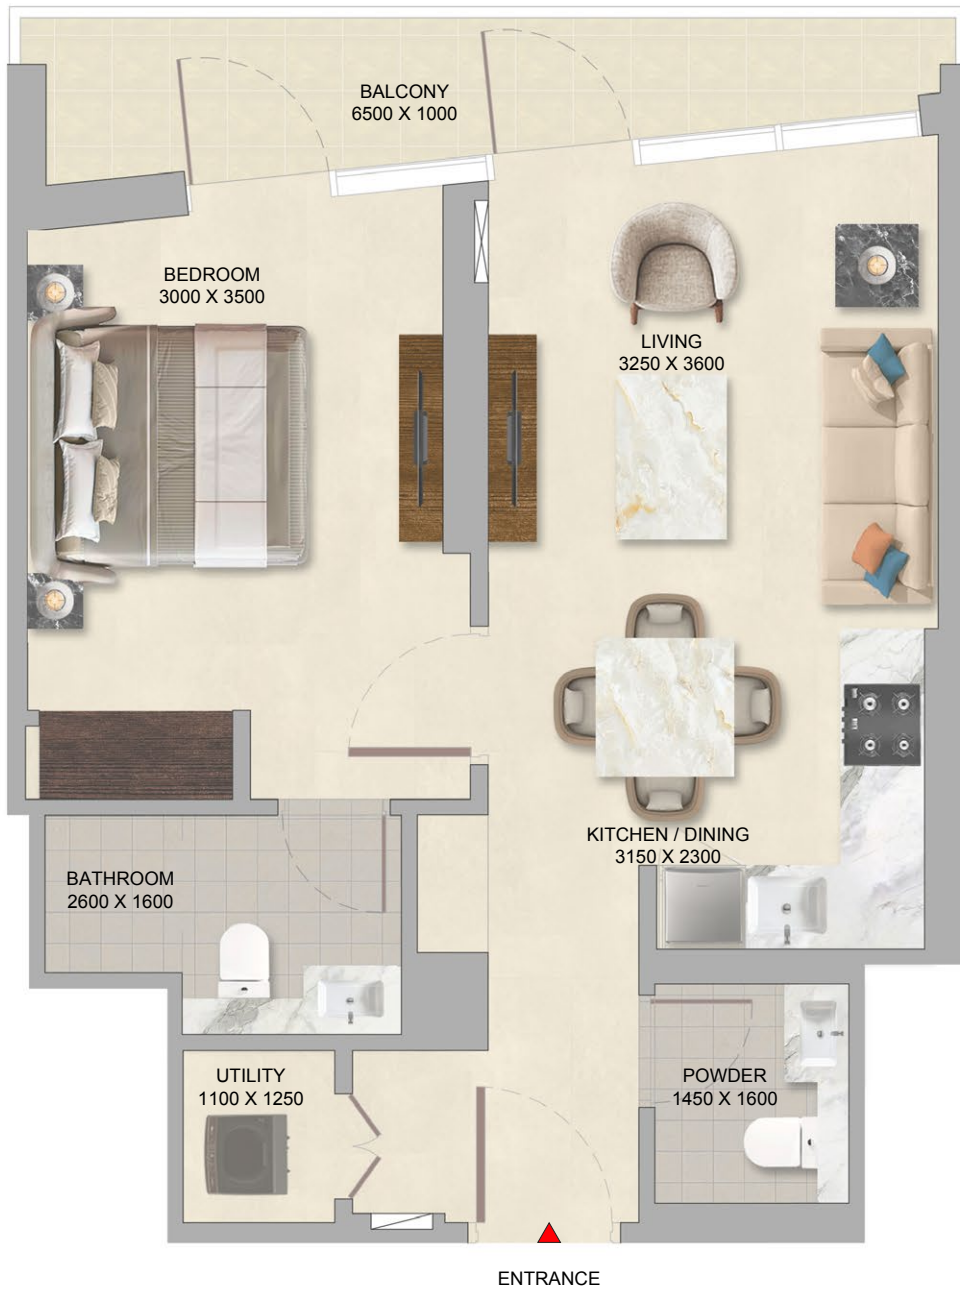 BALCONY
6500 X 1000
BEDROOM
3000 X 3500
LIVING
3250 X 3600
KITCHEN / DINING
3150 X 2300
BATHROOM
2600 X 1600
UTILITY
1100 X 1250
POWDER
1450 X 1600
ENTRANCE